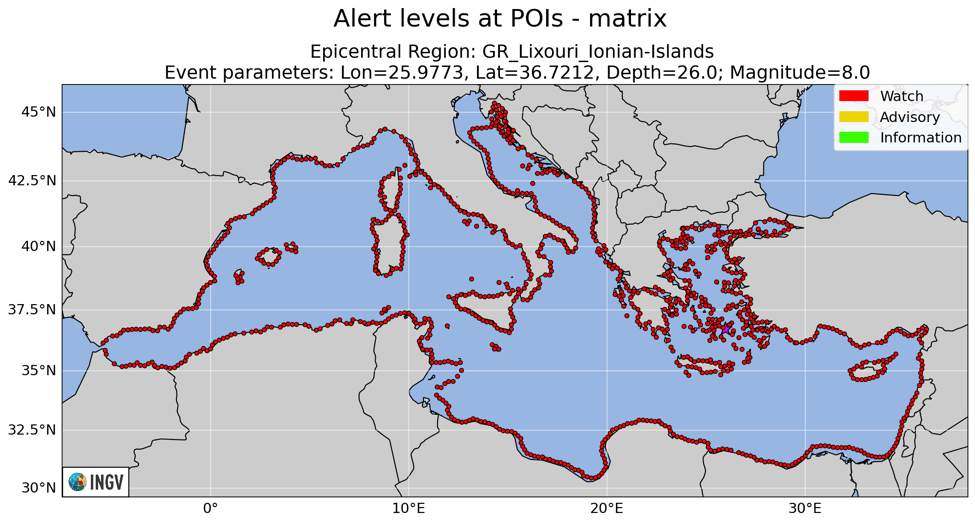 Alert levels at POIs - matrix
Epicentral Region: GR_Lixouri_Ionian-Islands
Event parameters: Lon=25.9773, Lat=36.7212, Depth=26.0; Magnitude=8.0
Watch
Advisory
Information
45°N
42.5°N
40°N
37.5°N
35°N
32.5°N
30°N
INGV
0°
10°E
20°E
30°E